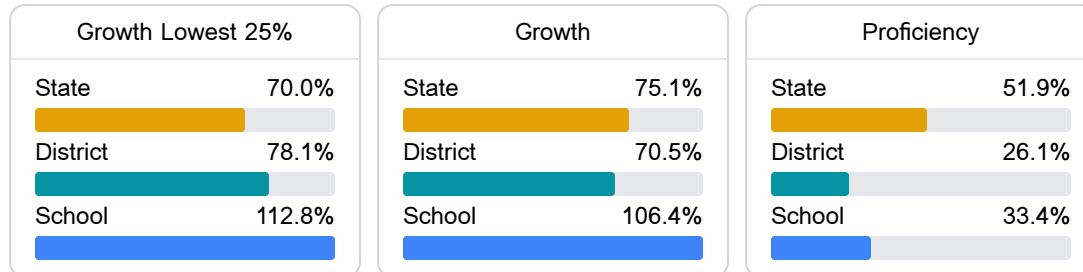 Growth Lowest 25%
State 70.0%
District 78.1%
School 112.8%
Growth
State 75.1%
District 70.5%
School 106.4%
Proficiency
State 51.9%
District 26.1%
School 33.4%